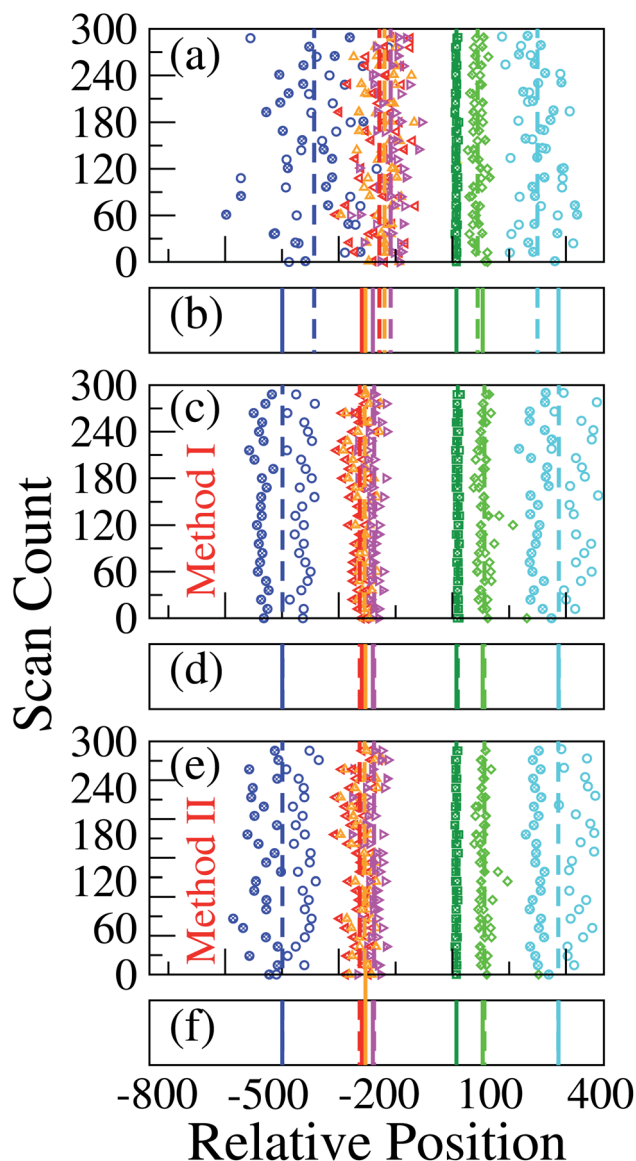 300
240
180
120
60
0
(a)
(b)
300
240
180
120
60
0
(c)
Method I
(d)
300
240
180
120
60
0
(e)
Method II
(f)
Scan Count
-800 -500 -200 100 400
Relative Position